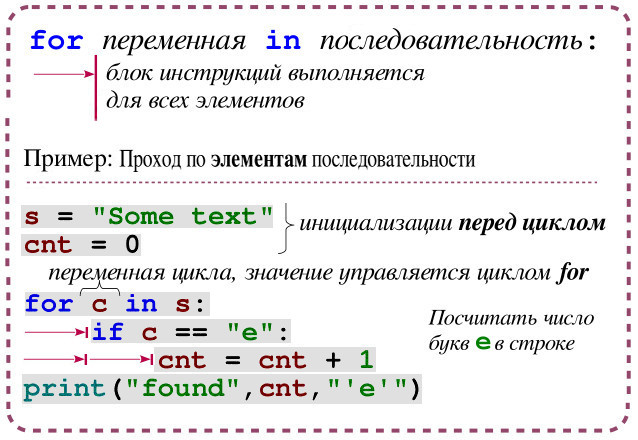 for переменная in последовательность:
блок инструкций выполняется
для всех элементов
Пример: Проход по элементам последовательности
s = "Some text"
cnt = 0
инициализации перед циклом
переменная цикла, значение управляется циклом for
for c in s:
if c == "e":
cnt = cnt + 1
print("found",cnt,"'e'")
Посчитать число
букв e в строке